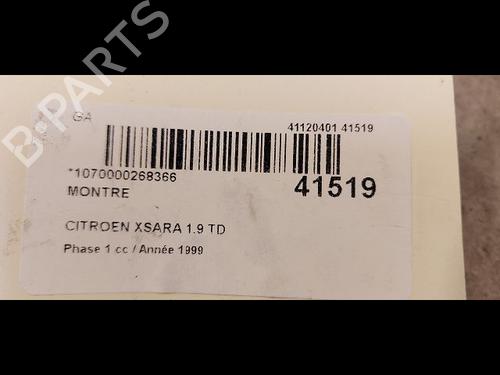 GA
41120401 41519
*1070000268366
MONTRE
41519
CITROEN XSARA 1.9 TD
Phase 1 cc / Année 1999
B-PARTS